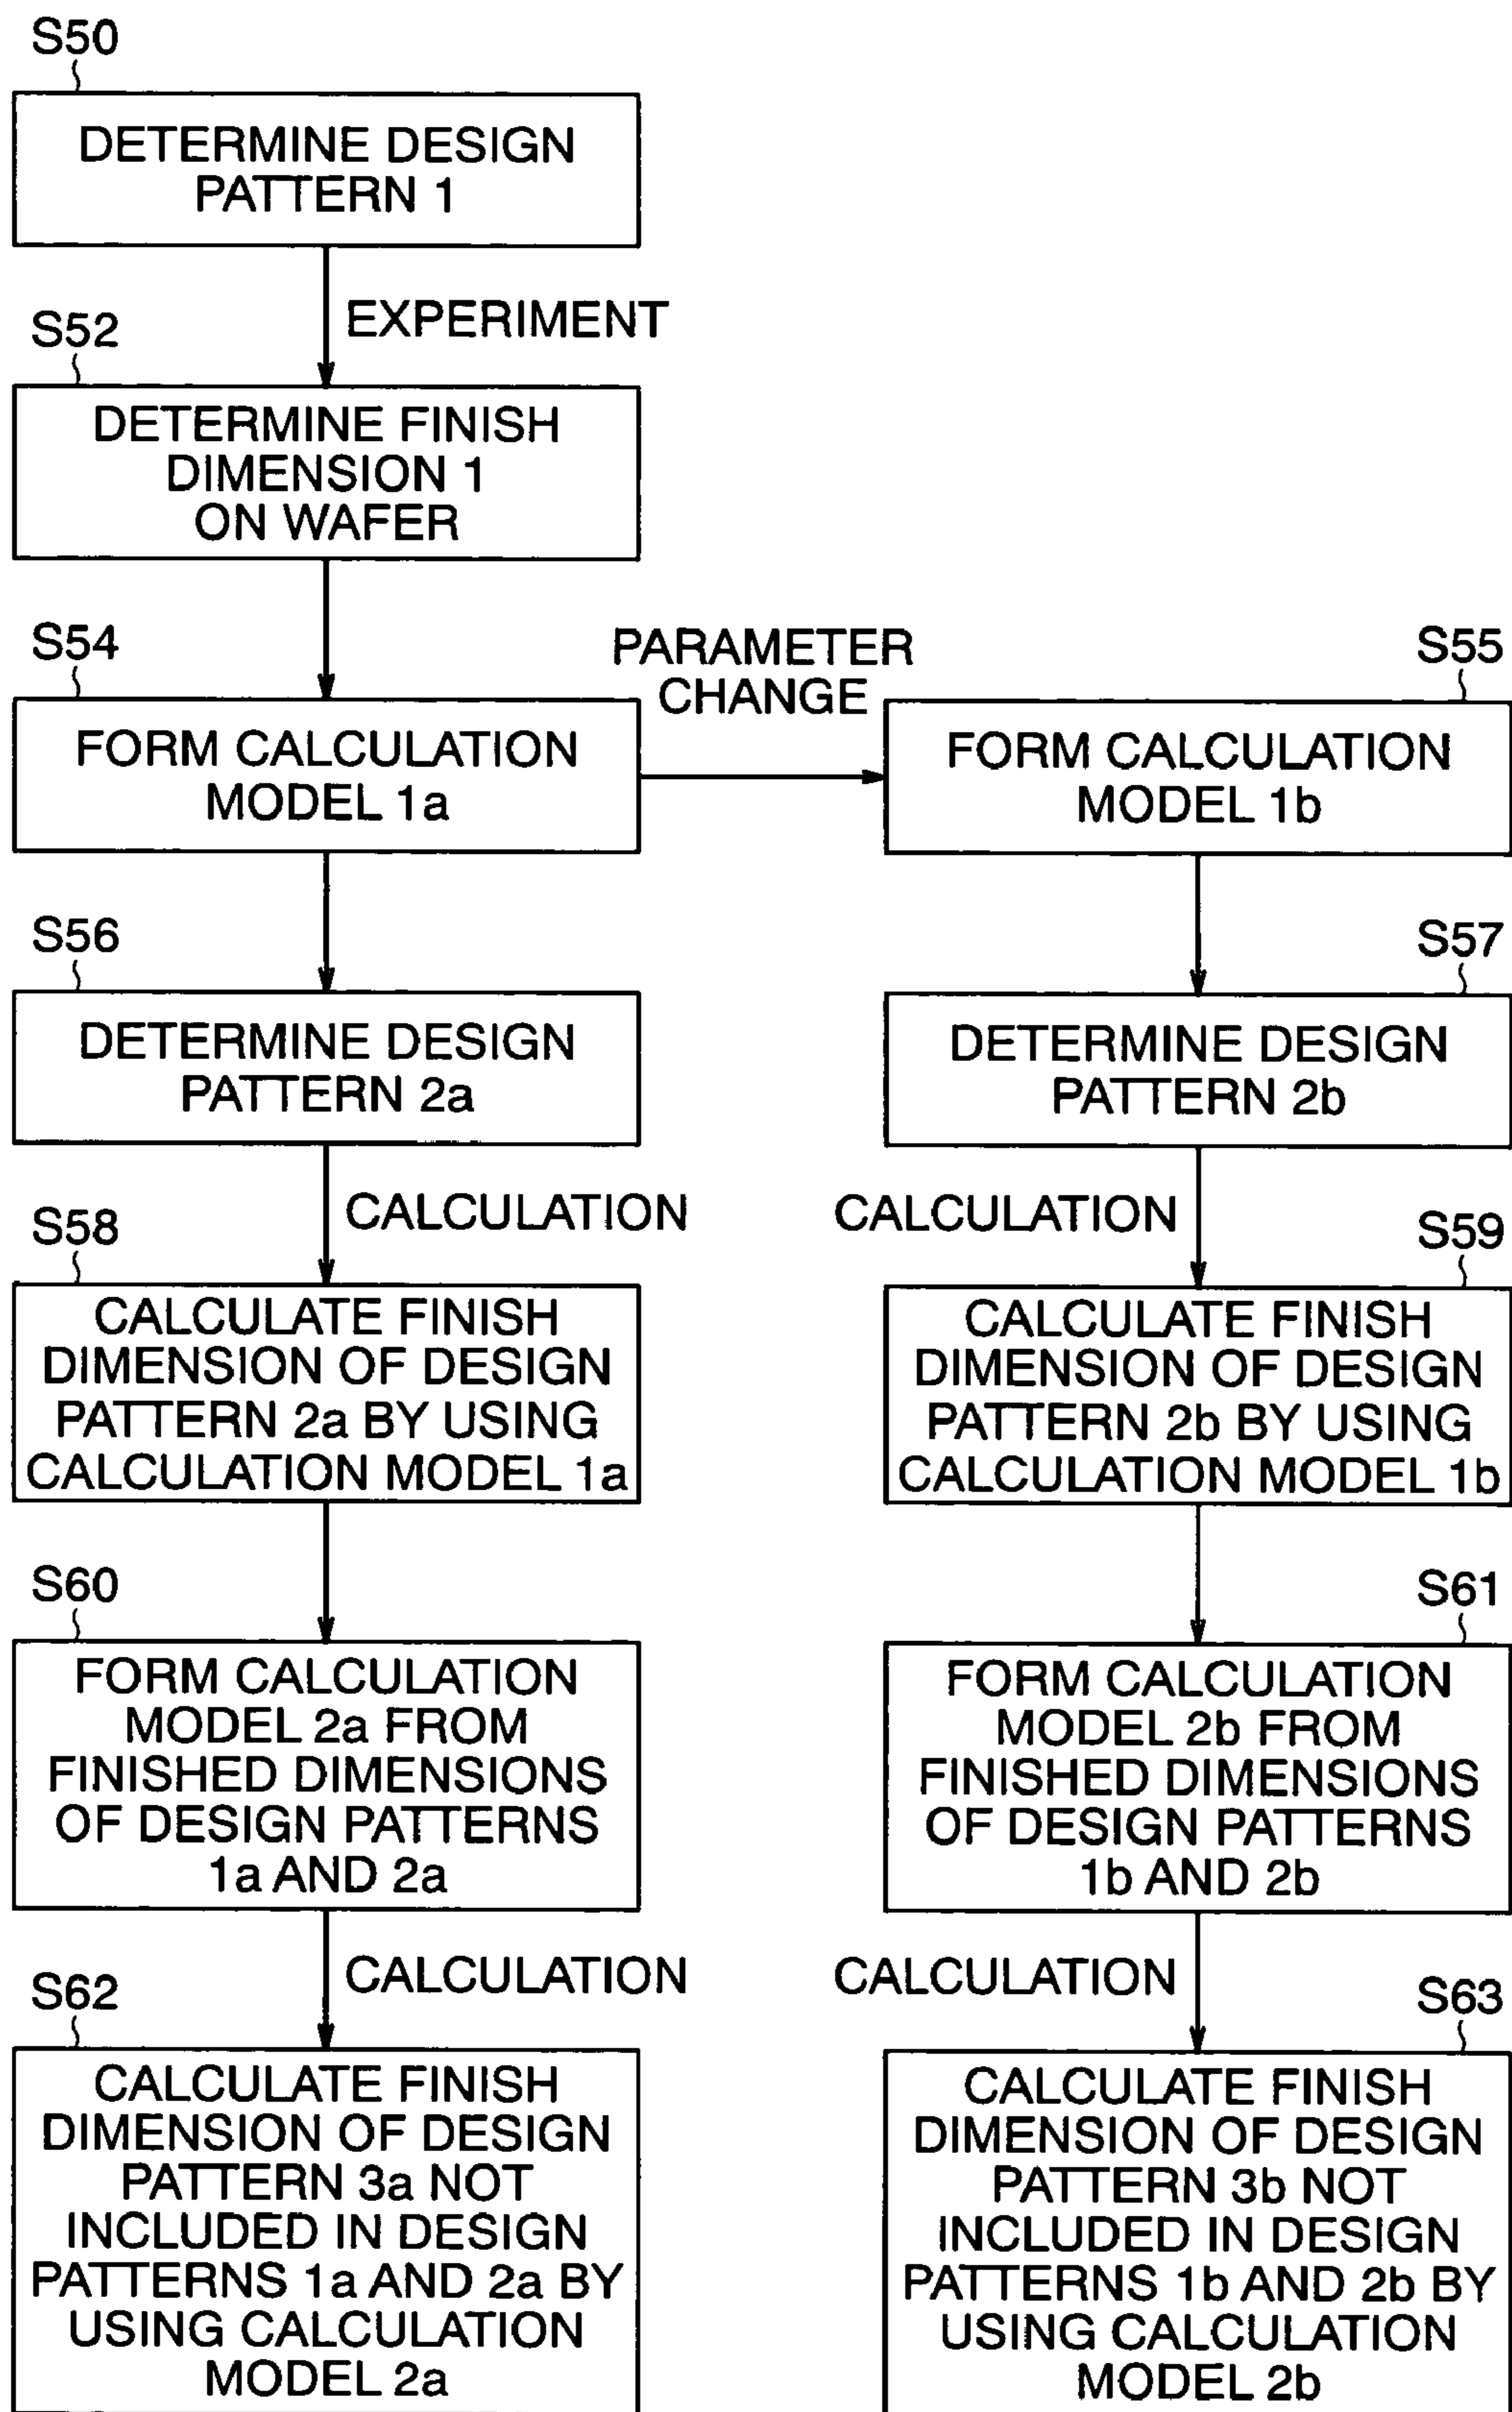 S50
DETERMINE DESIGN
PATTERN 1
EXPERIMENT
S52
DETERMINE FINISH
DIMENSION 1
ON WAFER
S54
FORM CALCULATION
MODEL 1a
PARAMETER
CHANGE
S55
FORM CALCULATION
MODEL 1b
S56
DETERMINE DESIGN
PATTERN 2a
S57
DETERMINE DESIGN
PATTERN 2b
CALCULATION
CALCULATION
S58
CALCULATE FINISH
DIMENSION OF DESIGN
PATTERN 2a BY USING
CALCULATION MODEL 1a
S59
CALCULATE FINISH
DIMENSION OF DESIGN
PATTERN 2b BY USING
CALCULATION MODEL 1b
S60
FORM CALCULATION
MODEL 2a FROM
FINISHED DIMENSIONS
OF DESIGN PATTERNS
1a AND 2a
S61
FORM CALCULATION
MODEL 2b FROM
FINISHED DIMENSIONS
OF DESIGN PATTERNS
1b AND 2b
CALCULATION
CALCULATION
S62
CALCULATE FINISH
DIMENSION OF DESIGN
PATTERN 3a NOT
INCLUDED IN DESIGN
PATTERNS 1a AND 2a BY
USING CALCULATION
MODEL 2a
S63
CALCULATE FINISH
DIMENSION OF DESIGN
PATTERN 3b NOT
INCLUDED IN DESIGN
PATTERNS 1b AND 2b BY
USING CALCULATION
MODEL 2b